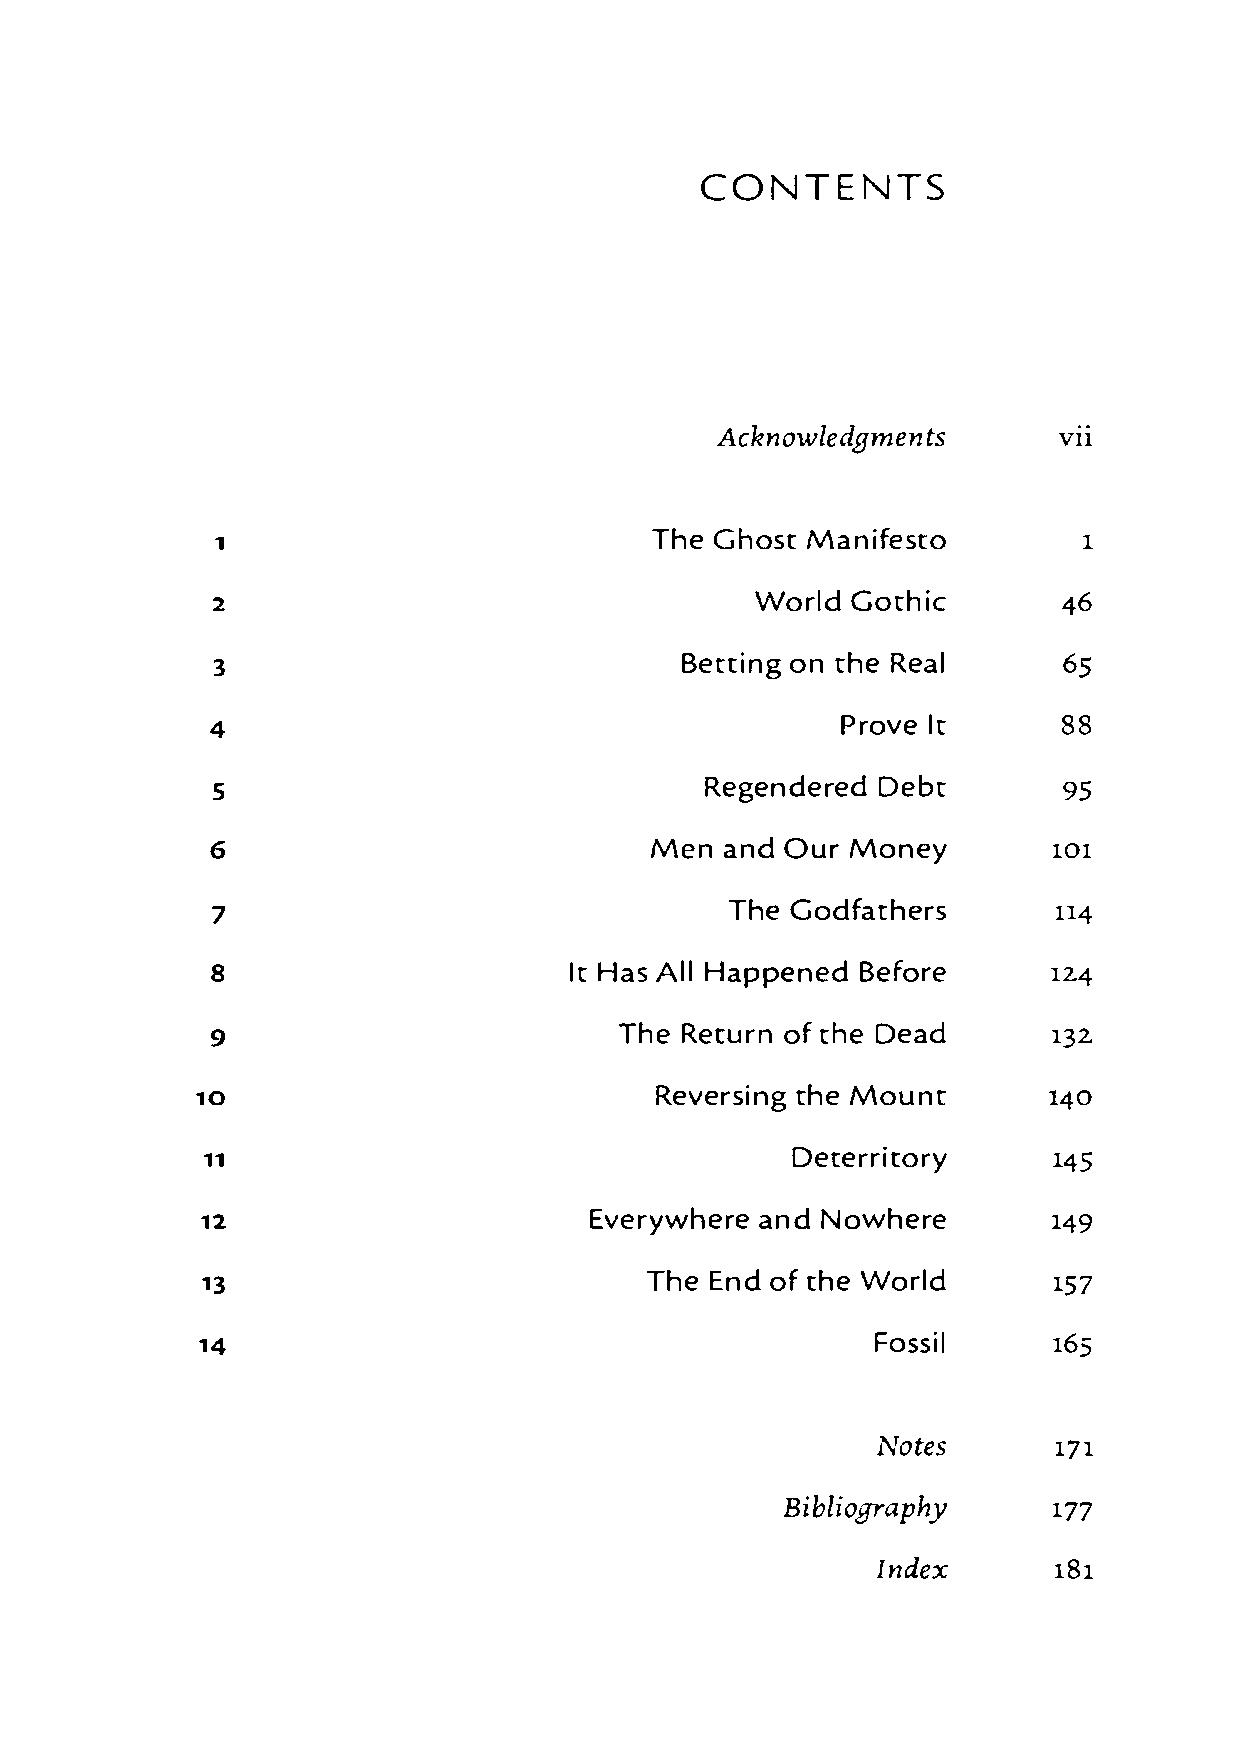 CONTENTS
Acknowledgments vii
1 The Ghost Manifesto 1
2 World Gothic 46
3 Betting on the Real 65
4 Prove It 88
5 Regendered Debt 95
6 Men and Our Money 101
7 The Godfathers 114
8 It Has All Happened Before 124
9 The Return of the Dead 132
10 Reversing the Mount 140
11 Deterritory 145
12 Everywhere and Nowhere 149
13 The End of the World 157
14 Fossil 165
Notes 171
Bibliography 177
Index 181